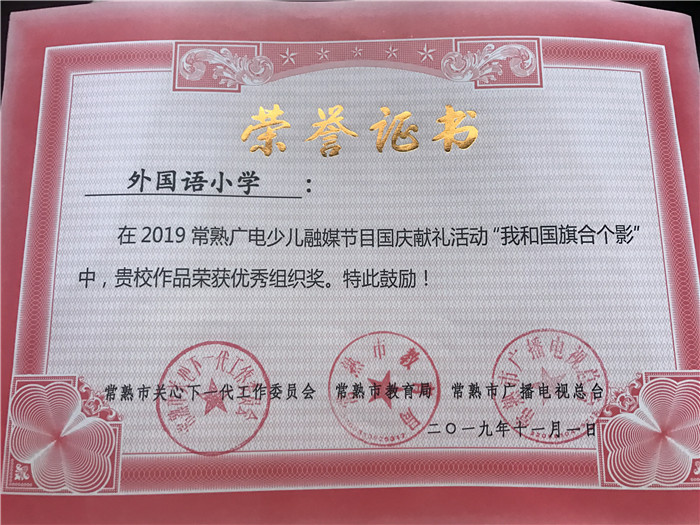 荣誉证书
外国语小学：
在2019常熟广电少儿融媒节目国庆献礼活动“我和国旗合个影”
中，贵校作品荣获优秀组织奖。特此鼓励！
常熟市关心下一代工作委员会 常熟市教育局 常熟市广播电视总台
二〇一九年十一月一日